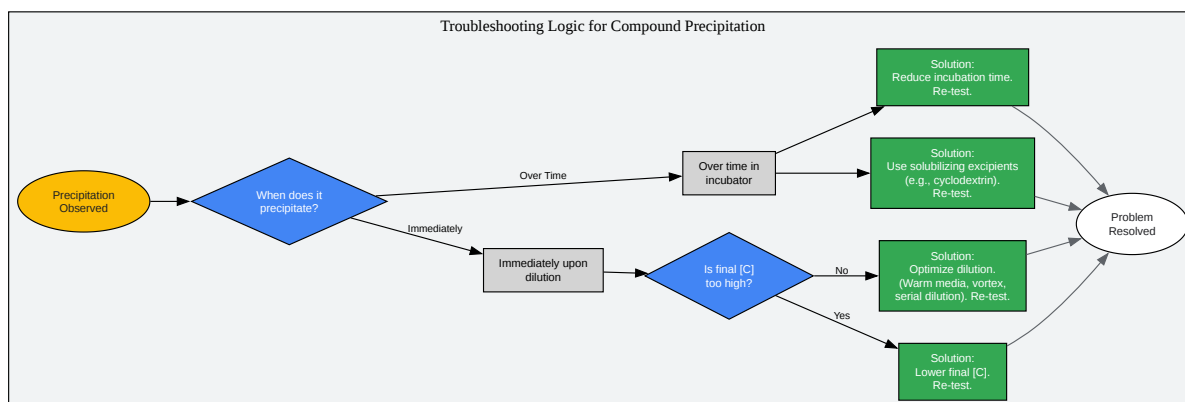 Troubleshooting Logic for Compound Precipitation
Precipitation
Observed
When does it
precipitate?
Over Time
Immediately
Over time in
incubator
Immediately upon
dilution
Is final [C]
too high?
No
Yes
Solution:
Reduce incubation time.
Re-test.
Solution:
Use solubilizing excipients
(e.g., cyclodextrin).
Re-test.
Solution:
Optimize dilution.
(Warm media, vortex,
serial dilution). Re-test.
Solution:
Lower final [C].
Re-test.
Problem
Resolved